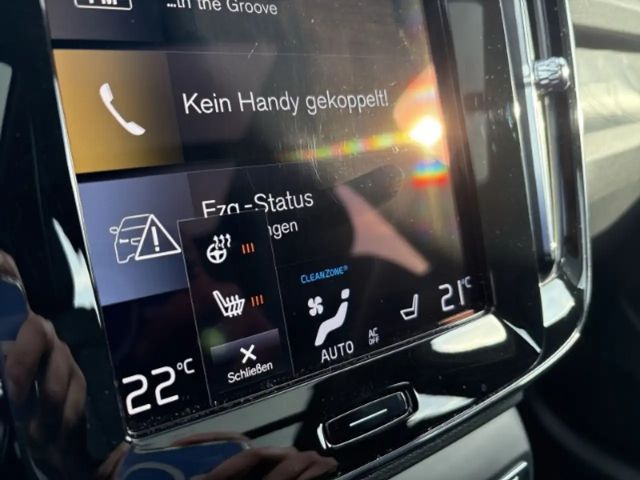 ...in the Groove
Kein Handy gekoppelt!
Fzg.-Status
ngen
CLEANZONE®
21°C
AC
OFF
AUTO
22°C
Schließen